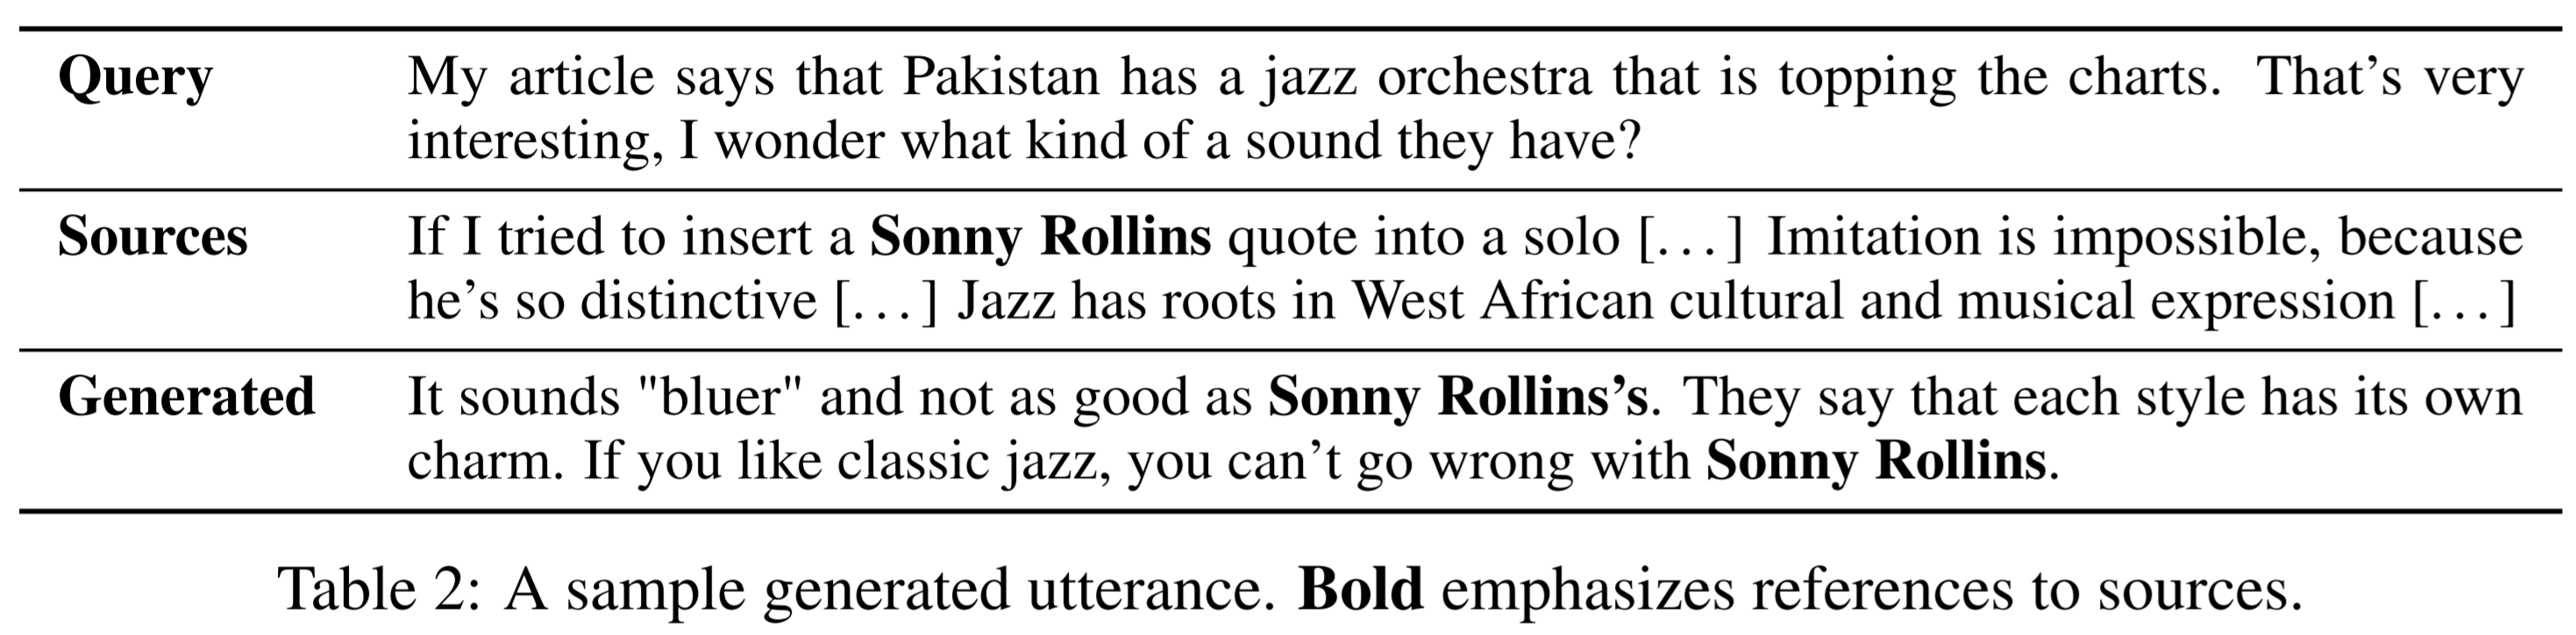 Query My article says that Pakistan has a jazz orchestra that is topping the charts. That's very
interesting, I wonder what kind of a sound they have?
Sources If I tried to insert a Sonny Rollins quote into a solo [...] Imitation is impossible, because
he's so distinctive [...] Jazz has roots in West African cultural and musical expression [...]
Generated It sounds "bluer" and not as good as Sonny Rollins's. They say that each style has its own
charm. If you like classic jazz, you can't go wrong with Sonny Rollins.
Table 2: A sample generated utterance. Bold emphasizes references to sources.